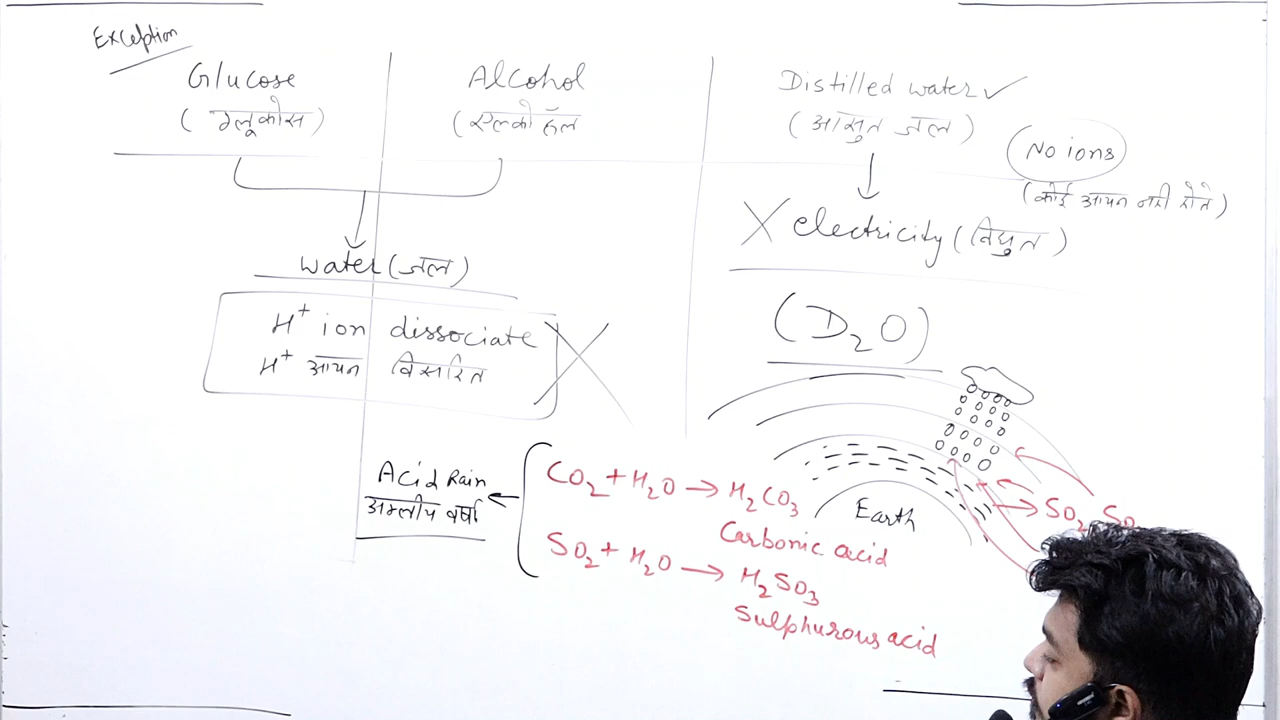 Exception
Glucose
(ग्लूकोस)
Alcohol
(एल्कोहॉल
Distilled water ✓
(आसुत जल)
No ions
(कोई आयन नही होते)
X electricity (विद्युत)
water (जल)
H⁺ ion dissociate
H⁺ आयन विसरित
(D₂O)
Acid Rain
अम्लीय वर्षा
CO₂ + H₂O → H₂CO₃
Carbonic acid
SO₂ + H₂O → H₂SO₃
Sulphurous acid
Earth
SO₂